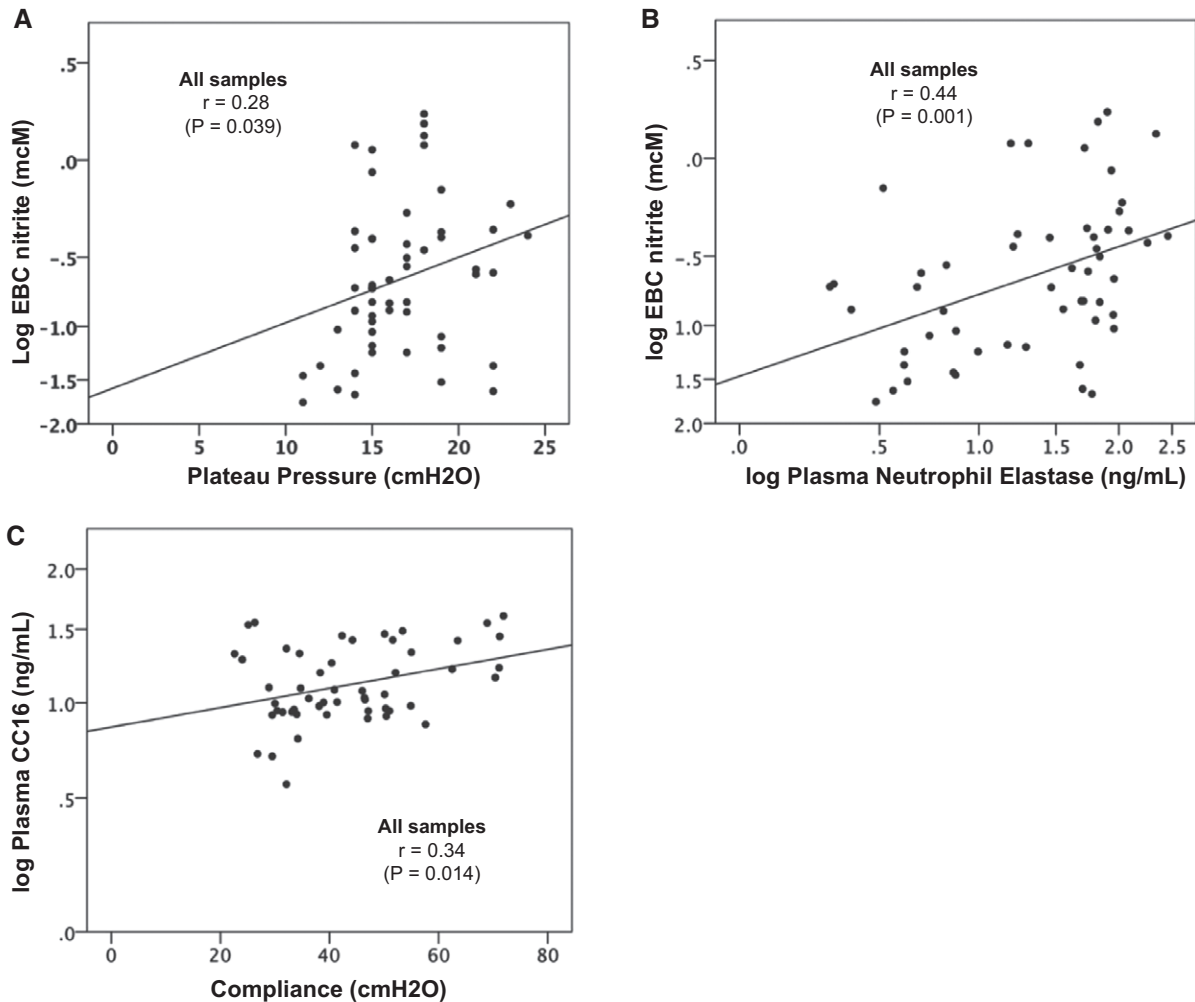 A
Log EBC nitrite (mcM)
.5
.0
-.5
-1.0
-1.5
-2.0
All samples
r = 0.28
(P = 0.039)
0 5 10 15 20 25
Plateau Pressure (cmH2O)
B
log EBC nitrite (mcM)
.5
.0
-.5
1.0
1.5
2.0
All samples
r = 0.44
(P = 0.001)
.0 .5 1.0 1.5 2.0 2.5
log Plasma Neutrophil Elastase (ng/mL)
C
log Plasma CC16 (ng/mL)
2.0
1.5
1.0
.5
.0
All samples
r = 0.34
(P = 0.014)
0 20 40 60 80
Compliance (cmH2O)